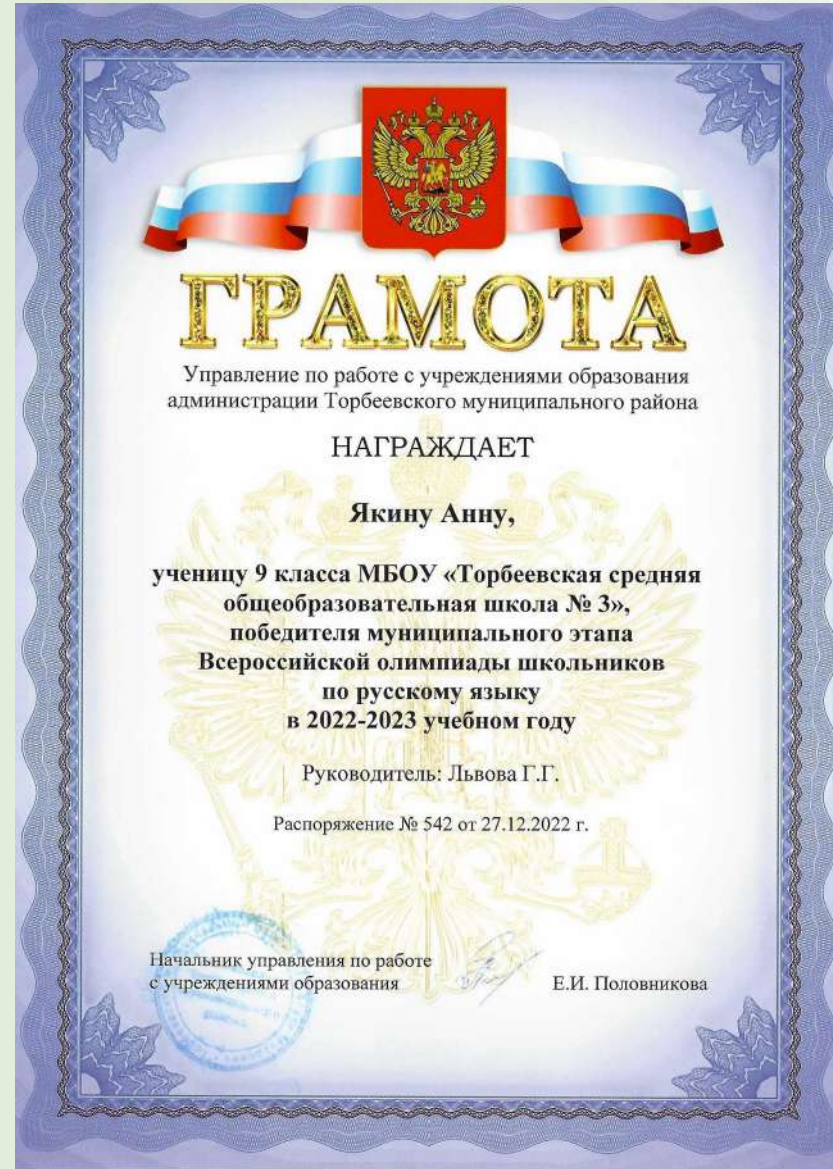 ГРАМОТА
Управление по работе с учреждениями образования
администрации Торбеевского муниципального района
НАГРАЖДАЕТ
Якину Анну,
ученицу 9 класса МБОУ «Торбеевская средняя
общеобразовательная школа № 3»,
победителя муниципального этапа
Всероссийской олимпиады школьников
по русскому языку
в 2022-2023 учебном году
Руководитель: Львова Г.Г.
Распоряжение № 542 от 27.12.2022 г.
Начальник управления по работе
с учреждениями образования Е.И. Половникова